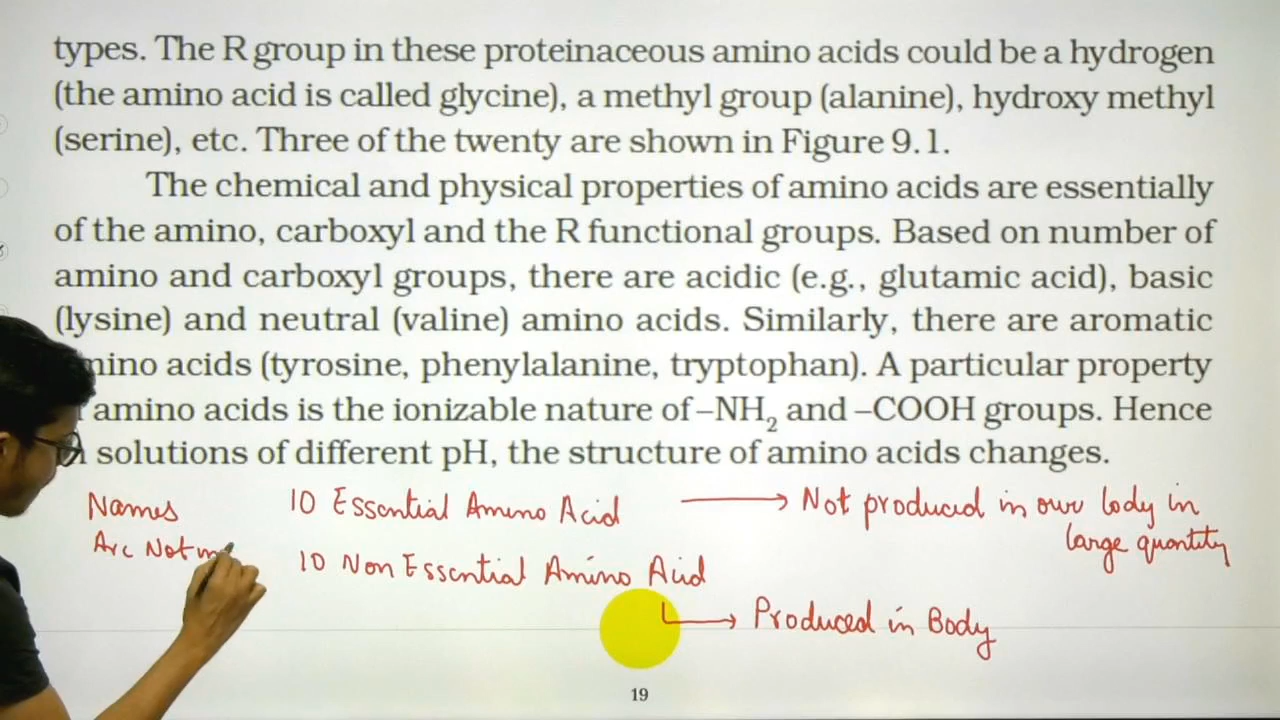 types. The R group in these proteinaceous amino acids could be a hydrogen
(the amino acid is called glycine), a methyl group (alanine), hydroxy methyl
(serine), etc. Three of the twenty are shown in Figure 9.1.
The chemical and physical properties of amino acids are essentially
of the amino, carboxyl and the R functional groups. Based on number of
amino and carboxyl groups, there are acidic (e.g., glutamic acid), basic
(lysine) and neutral (valine) amino acids. Similarly, there are aromatic
mino acids (tyrosine, phenylalanine, tryptophan). A particular property
amino acids is the ionizable nature of –NH₂ and –COOH groups. Hence
solutions of different pH, the structure of amino acids changes.
Names 10 Essential Amino Acid → Not produced in our body in
large quantity
Are Not
10 Non Essential Amino Acid
→ Produced in Body
19